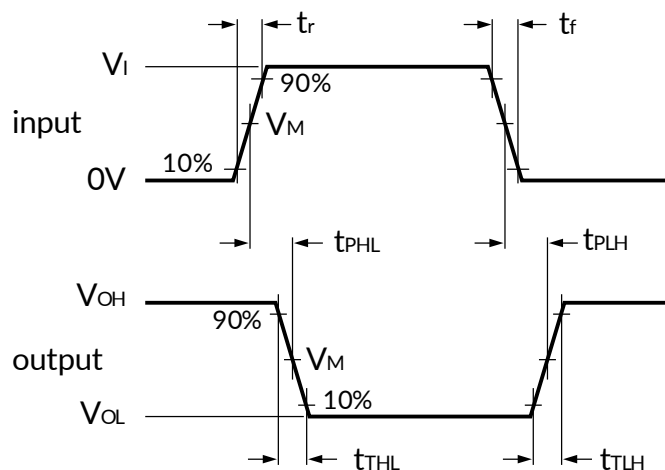 tr
tf
VI
90%
input
VM
10%
0V
tPHL
tPLH
VOH
90%
output
VM
10%
VOL
tTHL
tTLH